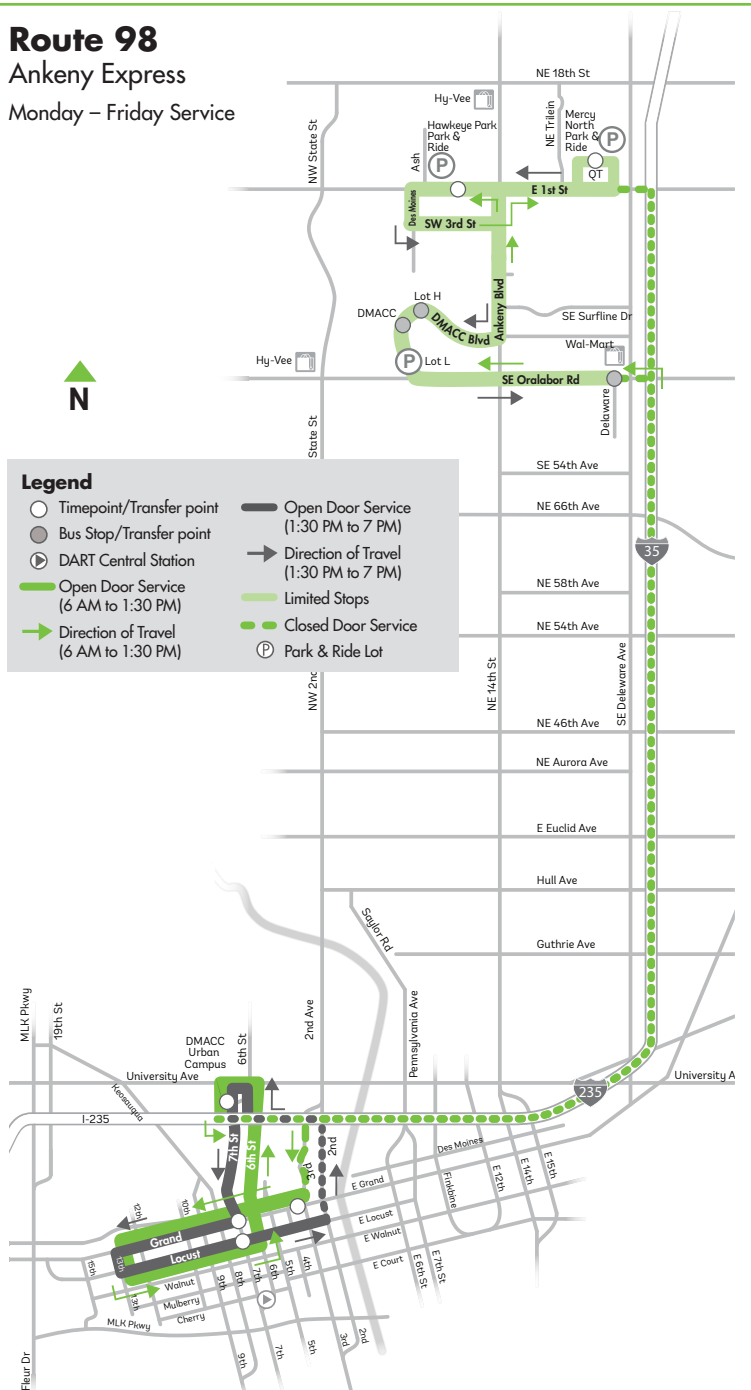 Route 98
Ankeny Express
Monday – Friday Service
NE 18th St
Hy-Vee
NW State St
Hawkeye Park
Park &
Ride
P
Ash
NE Trilein
Mercy
North
Park &
Ride
P
QT
E 1st St
Des Moines
SW 3rd St
Ankeny Blvd
Lot H
DMACC
DMACC Blvd
SE Surfline Dr
Wal-Mart
Hy-Vee
P
Lot L
SE Oralabor Rd
Delaware
N
State St
SE 54th Ave
NE 66th Ave
35
NE 58th Ave
NE 54th Ave
Legend
Timepoint/Transfer point
Bus Stop/Transfer point
DART Central Station
Open Door Service
(6 AM to 1:30 PM)
Direction of Travel
(6 AM to 1:30 PM)
Open Door Service
(1:30 PM to 7 PM)
Direction of Travel
(1:30 PM to 7 PM)
Limited Stops
Closed Door Service
P Park & Ride Lot
NW 2nd
NE 14th St
SE Deleware Ave
NE 46th Ave
NE Aurora Ave
E Euclid Ave
Hull Ave
Saylor Rd
Guthrie Ave
MLK Pkwy
19th St
DMACC
Urban
Campus
6th St
2nd Ave
Pennsylvania Ave
University Ave
University A
Keosauqua
235
I-235
7th St
6th St
3rd
2nd
Des Moines
E Grand
Finkbine
E 12th
E 14th
E 15th
12th
10th
Grand
Locust
E Locust
E Walnut
E Court
E 6th St
E 7th St
15th
13th
13th
Walnut
Mulberry
Cherry
9th
8th
7th
6th
5th
4th
MLK Pkwy
9th
7th
5th
3rd
2nd
Fleur Dr